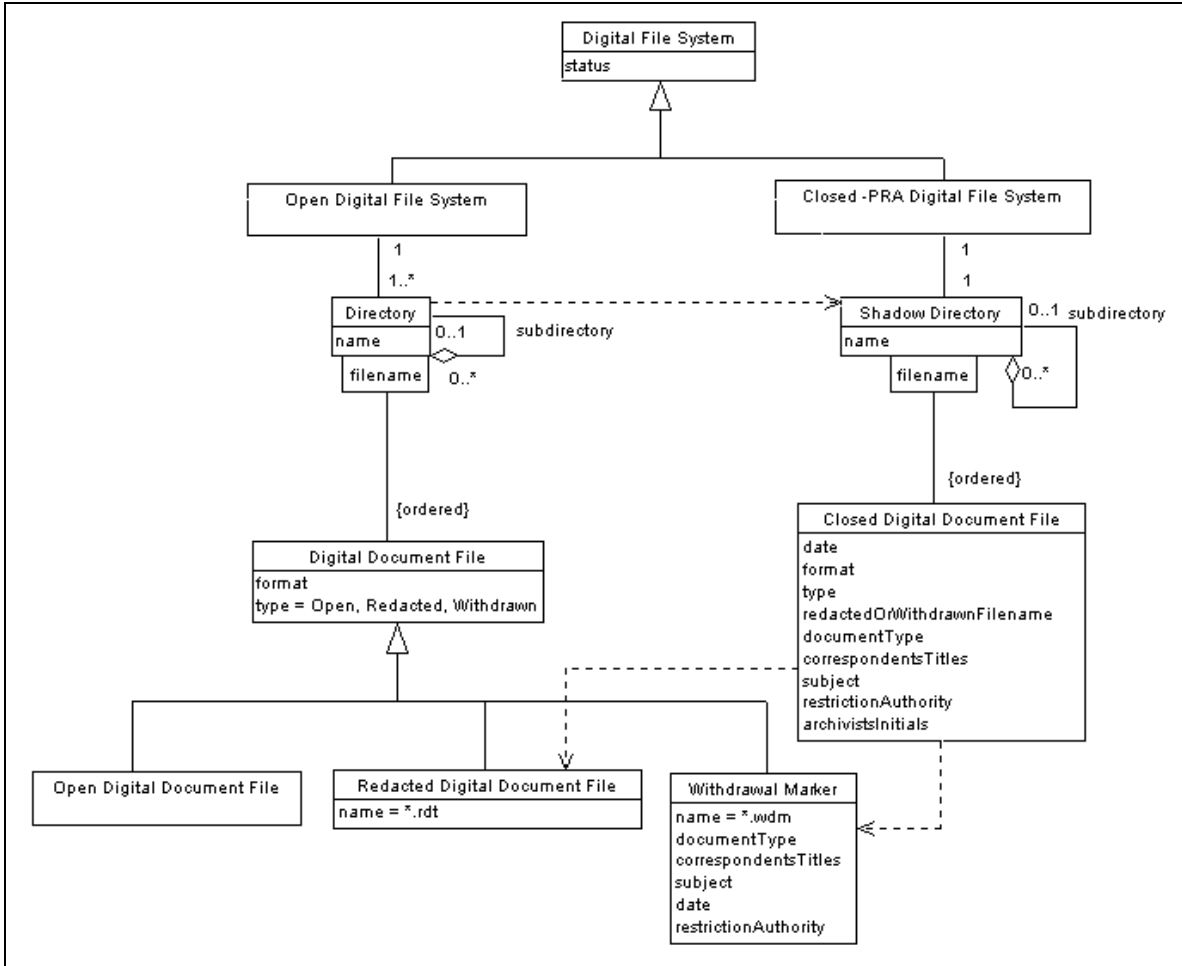 Digital File System
status
Open Digital File System
Closed -PRA Digital File System
1
1..*
1
1
Directory
name
filename
0..1
subdirectory
0..*
Shadow Directory
name
filename
0..1 subdirectory
0..*
{ordered}
{ordered}
Digital Document File
format
type = Open, Redacted, Withdrawn
Closed Digital Document File
date
format
type
redactedOrWithdrawnFilename
documentType
correspondentsTitles
subject
restrictionAuthority
archivistsInitials
Open Digital Document File
Redacted Digital Document File
name = *.rdt
Withdrawal Marker
name = *.wdm
documentType
correspondentsTitles
subject
date
restrictionAuthority